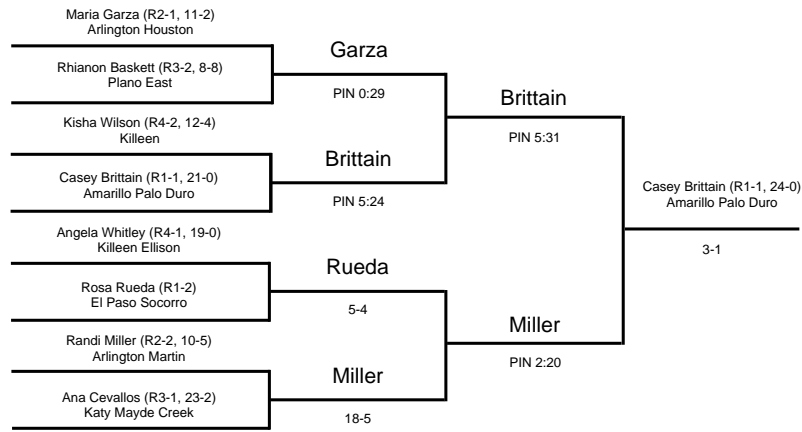 Maria Garza (R2-1, 11-2)
Arlington Houston
Rhianon Baskett (R3-2, 8-8)
Plano East
Kisha Wilson (R4-2, 12-4)
Killeen
Casey Brittain (R1-1, 21-0)
Amarillo Palo Duro
Angela Whitley (R4-1, 19-0)
Killeen Ellison
Rosa Rueda (R1-2)
El Paso Socorro
Randi Miller (R2-2, 10-5)
Arlington Martin
Ana Cevallos (R3-1, 23-2)
Katy Mayde Creek
Garza
PIN 0:29
Brittain
PIN 5:24
Rueda
5-4
Miller
18-5
Brittain
PIN 5:31
Miller
PIN 2:20
Casey Brittain (R1-1, 24-0)
Amarillo Palo Duro
3-1